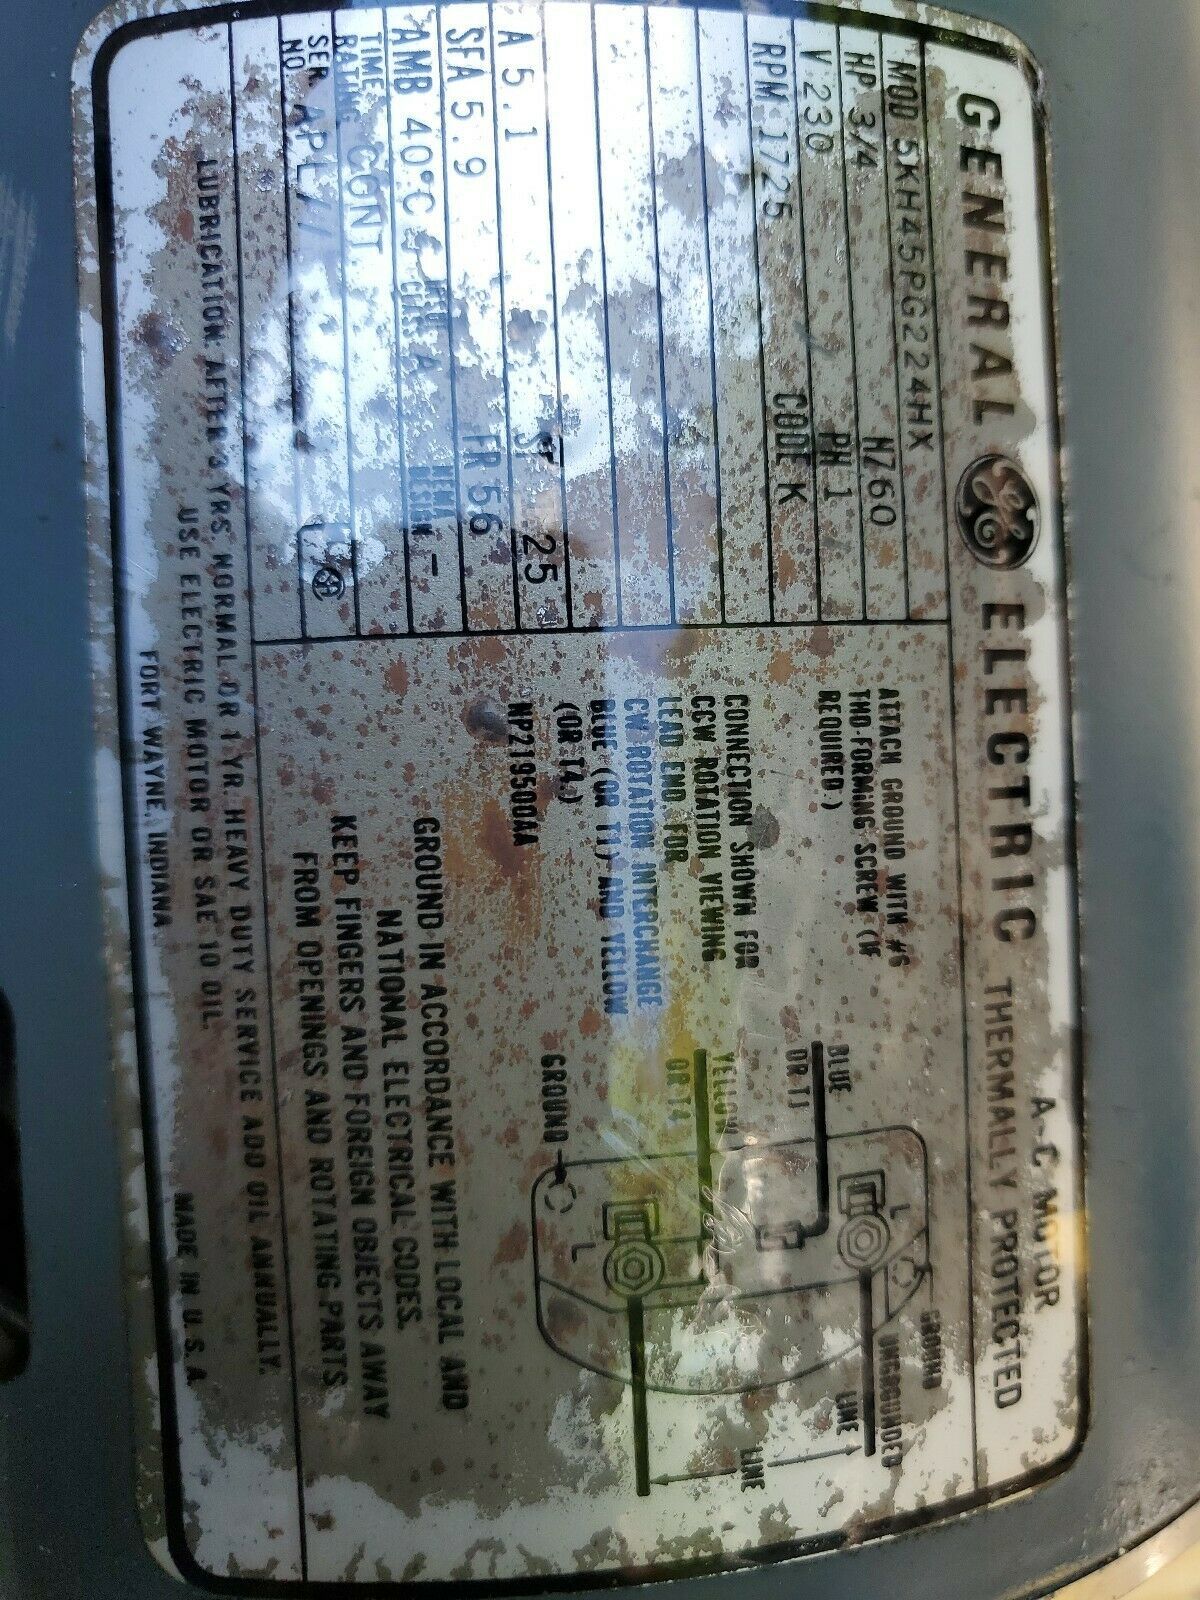 GENERAL GE ELECTRIC
A-C MOTOR
THERMALLY PROTECTED
MOD 5KH45PG224HX
HP 3/4 HZ 60
V 230 PH 1
RPM 1725 CODE K
SF 1.25
A 5.1
SFA 5.9 FR 56
AMB 40°C CLASS A NEMA DESIGN -
TIME RATING CONT
SER. NO. APL
ATTACH GROUND WITH #6
THD-FORMING SCREW (IF
REQUIRED)
CONNECTION SHOWN FOR
CCW ROTATION VIEWING
LEAD END. FOR
CW ROTATION INTERCHANGE
BLUE (OR T1) AND YELLOW
(OR T4.)
NP219500AA
BLUE
OR T1
YELLOW
OR T4
GROUND
L
L
GROUND
UNGROUNDED
LINE
LINE
GROUND IN ACCORDANCE WITH LOCAL AND
NATIONAL ELECTRICAL CODES.
KEEP FINGERS AND FOREIGN OBJECTS AWAY
FROM OPENINGS AND ROTATING PARTS
LUBRICATION AFTER 3 YRS. NORMAL OR 1 YR. HEAVY DUTY SERVICE ADD OIL ANNUALLY.
USE ELECTRIC MOTOR OR SAE 10 OIL.
MADE IN U.S.A.
FORT WAYNE, INDIANA